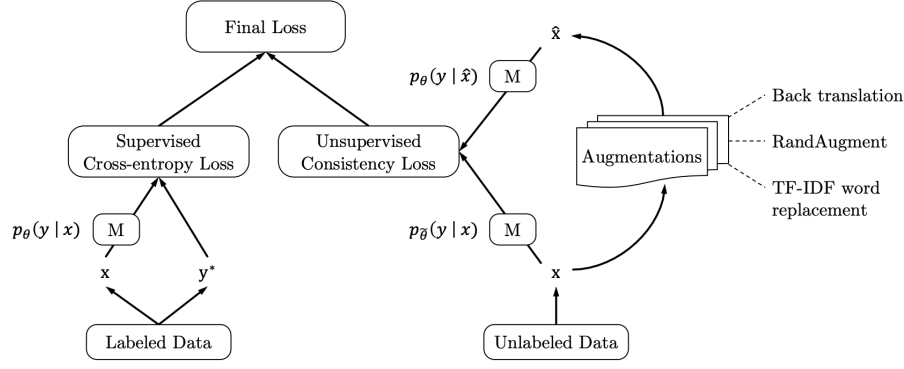 Final Loss
x̂
p_θ(y | x̂)
M
Back translation
Supervised
Cross-entropy Loss
Unsupervised
Consistency Loss
Augmentations
RandAugment
TF-IDF word
replacement
p_θ(y | x)
M
p_θ̃(y | x)
M
x
y*
x
Labeled Data
Unlabeled Data